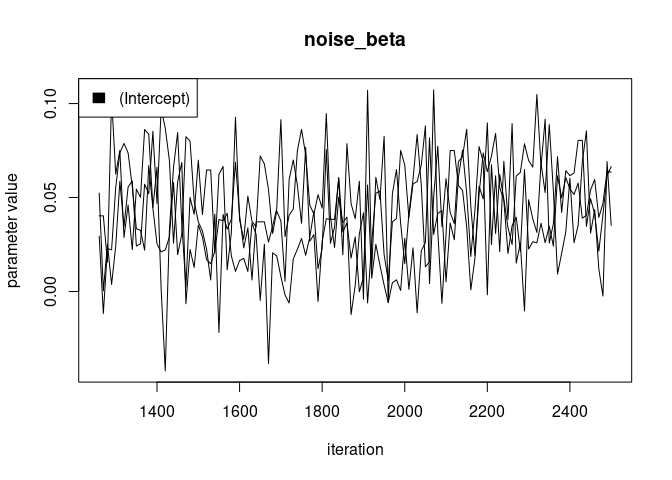 noise_beta
(Intercept)
parameter value
0.10
0.05
0.00
1400 1600 1800 2000 2200 2400
iteration